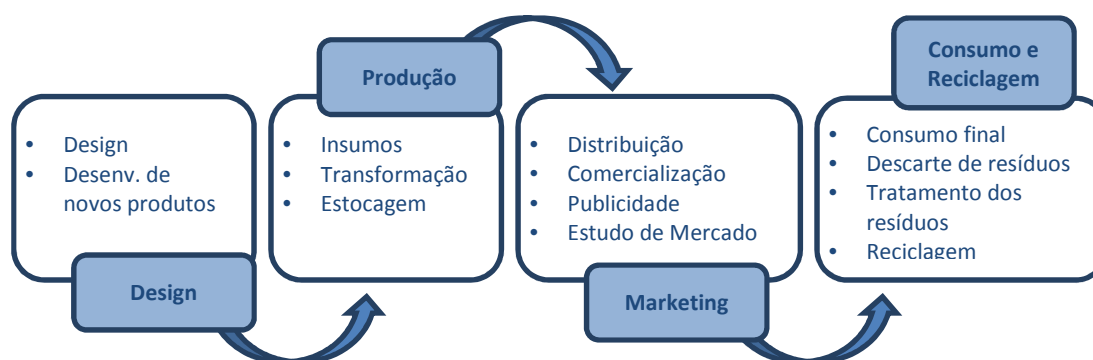 • Design
• Desenv. de
novos produtos
Design
Produção
• Insumos
• Transformação
• Estocagem
• Distribuição
• Comercialização
• Publicidade
• Estudo de Mercado
Marketing
Consumo e
Reciclagem
• Consumo final
• Descarte de resíduos
• Tratamento dos
resíduos
• Reciclagem